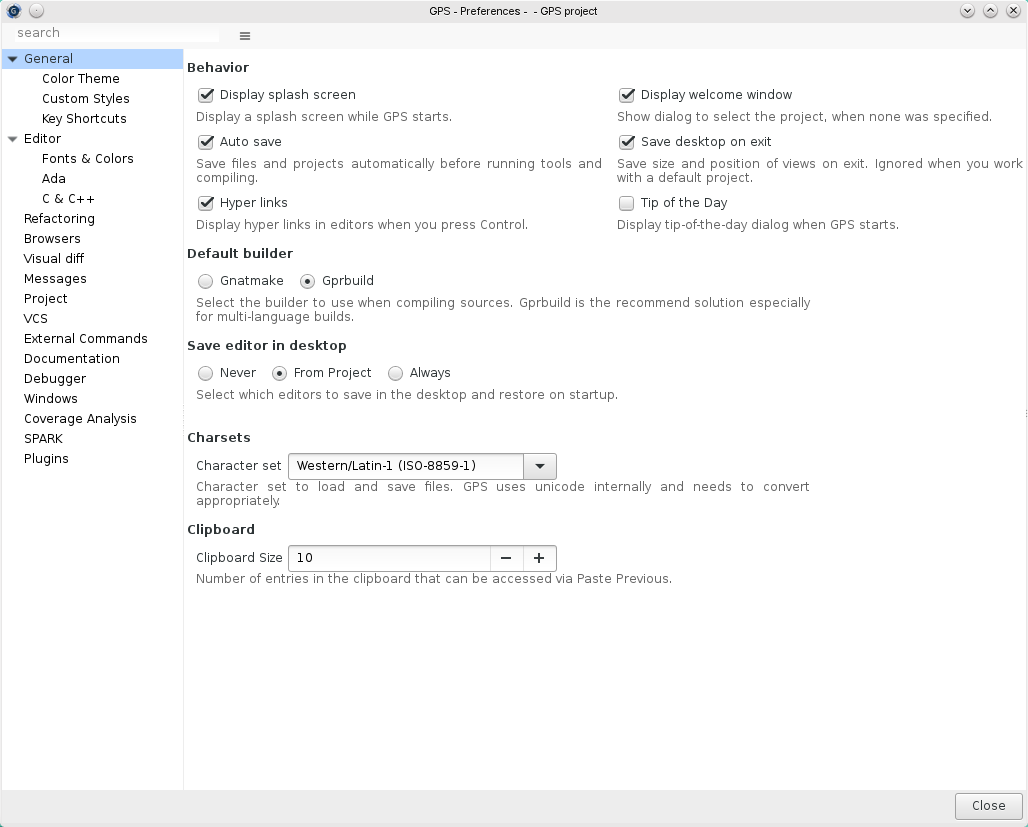 GPS - Preferences -  - GPS project
search
General
Color Theme
Custom Styles
Key Shortcuts
Editor
Fonts & Colors
Ada
C & C++
Refactoring
Browsers
Visual diff
Messages
Project
VCS
External Commands
Documentation
Debugger
Windows
Coverage Analysis
SPARK
Plugins
Behavior
Display splash screen
Display a splash screen while GPS starts.
Display welcome window
Show dialog to select the project, when none was specified.
Auto save
Save files and projects automatically before running tools and
compiling.
Save desktop on exit
Save size and position of views on exit. Ignored when you work
with a default project.
Hyper links
Display hyper links in editors when you press Control.
Tip of the Day
Display tip-of-the-day dialog when GPS starts.
Default builder
Gnatmake Gprbuild
Select the builder to use when compiling sources. Gprbuild is the recommend solution especially
for multi-language builds.
Save editor in desktop
Never From Project Always
Select which editors to save in the desktop and restore on startup.
Charsets
Character set Western/Latin-1 (ISO-8859-1)
Character set to load and save files. GPS uses unicode internally and needs to convert
appropriately.
Clipboard
Clipboard Size 10
Number of entries in the clipboard that can be accessed via Paste Previous.
Close